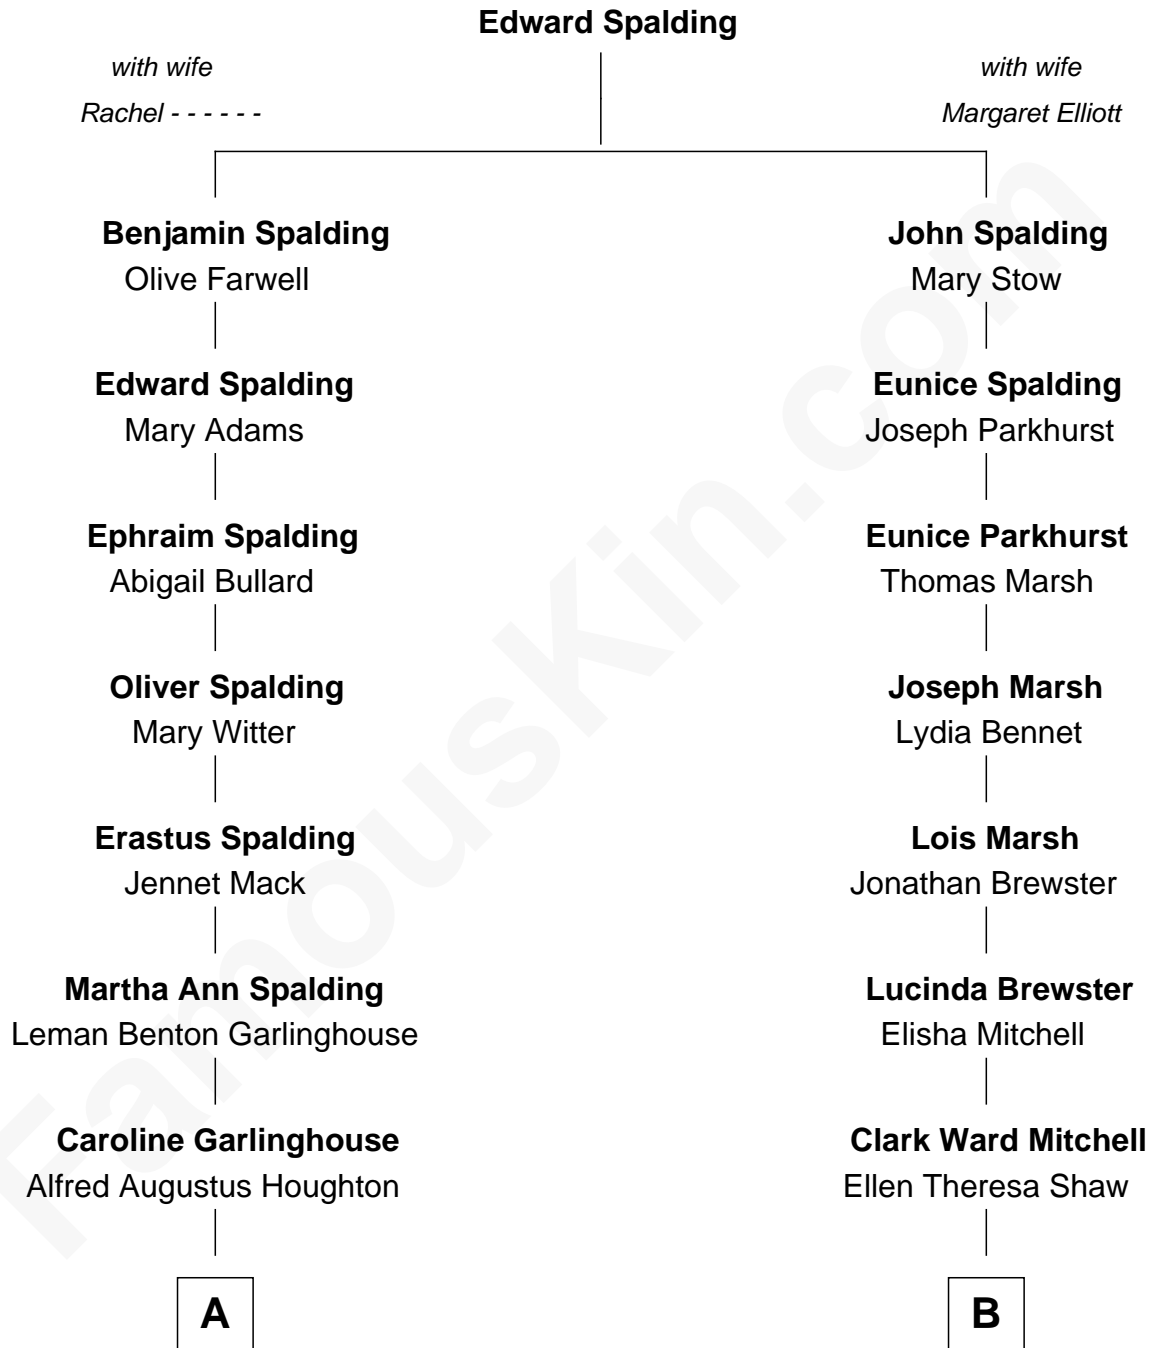 Edward Spalding
with wife
Rachel - - - - - -
with wife
Margaret Elliott
Benjamin Spalding
Olive Farwell
John Spalding
Mary Stow
Edward Spalding
Mary Adams
Eunice Spalding
Joseph Parkhurst
Ephraim Spalding
Abigail Bullard
Eunice Parkhurst
Thomas Marsh
Oliver Spalding
Mary Witter
Joseph Marsh
Lydia Bennet
Erastus Spalding
Jennet Mack
Lois Marsh
Jonathan Brewster
Martha Ann Spalding
Leman Benton Garlinghouse
Lucinda Brewster
Elisha Mitchell
Caroline Garlinghouse
Alfred Augustus Houghton
Clark Ward Mitchell
Ellen Theresa Shaw
A
B
FamousKin.com